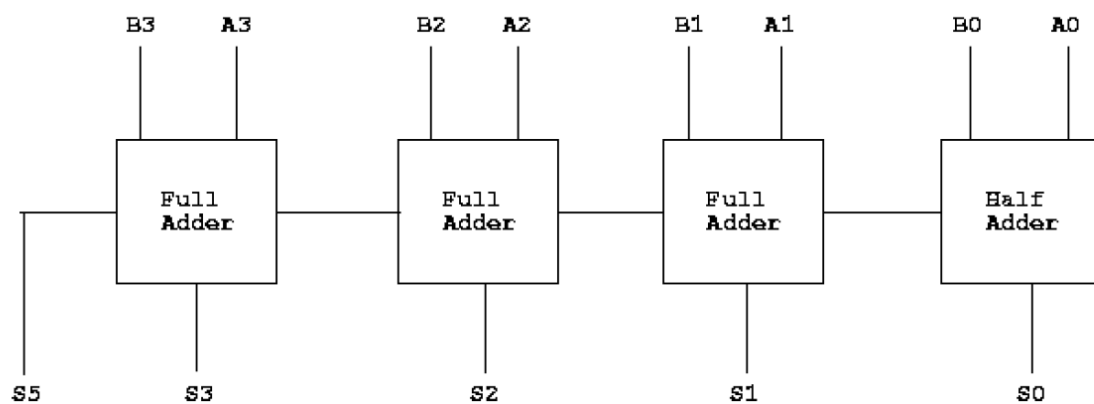 B3 A3 B2 A2 B1 A1 B0 A0
Full Full Full Half
Adder Adder Adder Adder
S5 S3 S2 S1 S0